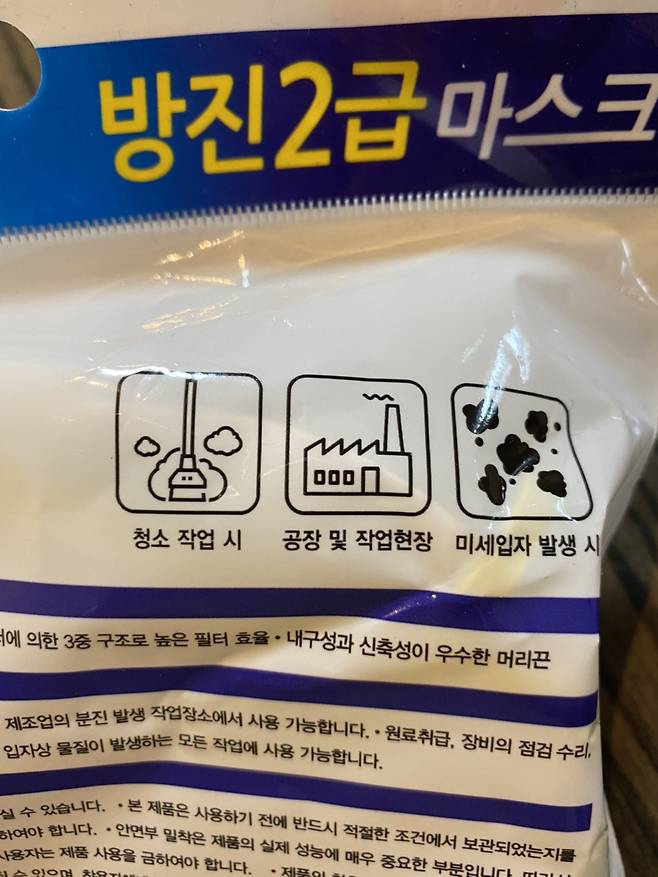 방진2급 마스크
청소 작업 시 공장 및 작업현장 미세입자 발생 시
에 의한 3중 구조로 높은 필터 효율 • 내구성과 신축성이 우수한 머리끈
제조업의 분진 발생 작업장소에서 사용 가능합니다. • 원료취급, 장비의 점검 수리,
입자상 물질이 발생하는 모든 작업에 사용 가능합니다.
실 수 있습니다. • 본 제품은 사용하기 전에 반드시 적절한 조건에서 보관되었는지를
하여야 합니다. • 안면부 밀착은 제품의 실제 성능에 매우 중요한 부분입니다.
사용자는 제품 사용을 금하여야 합니다. • 제품의
수 있으며,